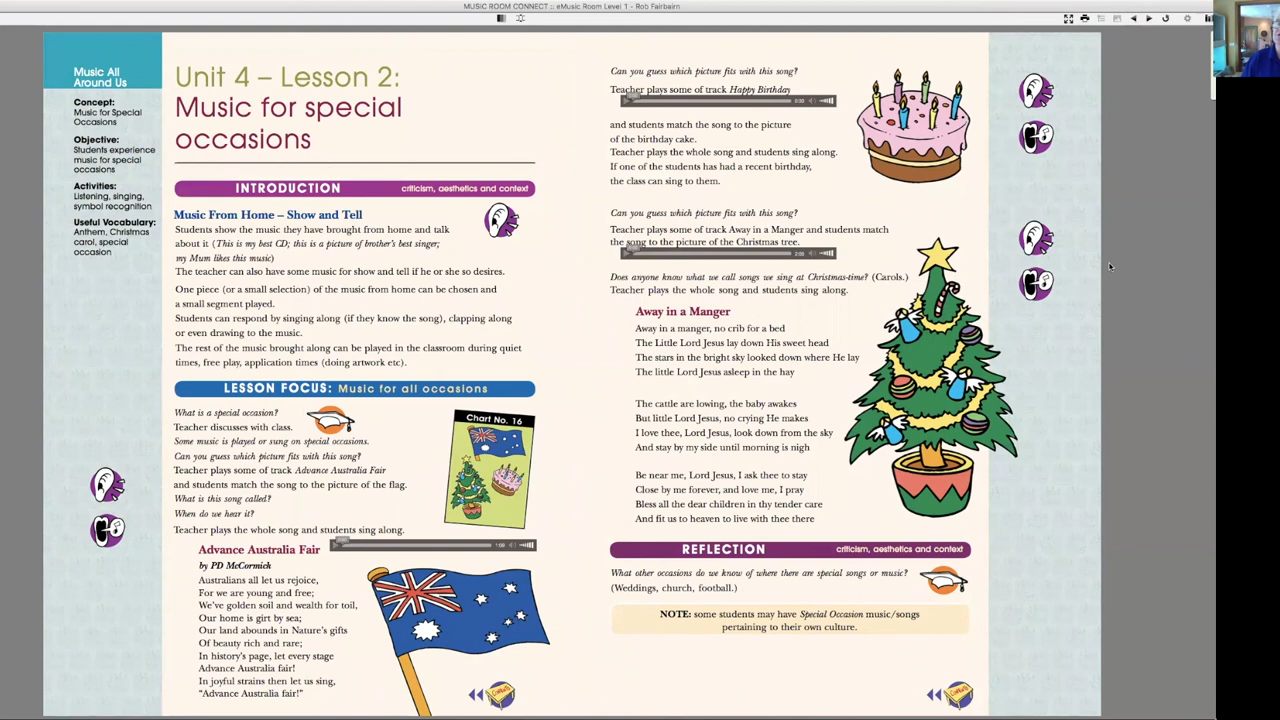 MUSIC ROOM CONNECT :: eMusic Room Level 1 - Rob Fairbairn
Music All
Around Us
Concept:
Music for Special
Occasions
Objective:
Students experience
music for special
occasions
Activities:
Listening, singing,
symbol recognition
Useful Vocabulary:
Anthem, Christmas
carol, special
occasion
Unit 4 – Lesson 2:
Music for special
occasions
INTRODUCTION criticism, aesthetics and context
Music From Home – Show and Tell
Students show the music they have brought from home and talk
about it (This is my best CD; this is a picture of brother's best singer;
my Mum likes this music)
The teacher can also have some music for show and tell if he or she so desires.
One piece (or a small selection) of the music from home can be chosen and
a small segment played.
Students can respond by singing along (if they know the song), clapping along
or even drawing to the music.
The rest of the music brought along can be played in the classroom during quiet
times, free play, application times (doing artwork etc).
LESSON FOCUS: Music for all occasions
What is a special occasion?
Teacher discusses with class.
Some music is played or sung on special occasions.
Can you guess which picture fits with this song?
Teacher plays some of track Advance Australia Fair
and students match the song to the picture of the flag.
What is this song called?
When do we hear it?
Teacher plays the whole song and students sing along.
Chart No. 16
Advance Australia Fair
by PD McCormick
Australians all let us rejoice,
For we are young and free;
We've golden soil and wealth for toil,
Our home is girt by sea;
Our land abounds in Nature's gifts
Of beauty rich and rare;
In history's page, let every stage
Advance Australia fair!
In joyful strains then let us sing,
"Advance Australia fair!"
Can you guess which picture fits with this song?
Teacher plays some of track Happy Birthday
0:33
and students match the song to the picture
of the birthday cake.
Teacher plays the whole song and students sing along.
If one of the students has had a recent birthday,
the class can sing to them.
Can you guess which picture fits with this song?
Teacher plays some of track Away in a Manger and students match
the song to the picture of the Christmas tree.
Does anyone know what we call songs we sing at Christmas-time? (Carols.)
Teacher plays the whole song and students sing along.
Away in a Manger
Away in a manger, no crib for a bed
The Little Lord Jesus lay down His sweet head
The stars in the bright sky looked down where He lay
The little Lord Jesus asleep in the hay
The cattle are lowing, the baby awakes
But little Lord Jesus, no crying He makes
I love thee, Lord Jesus, look down from the sky
And stay by my side until morning is nigh
Be near me, Lord Jesus, I ask thee to stay
Close by me forever, and love me, I pray
Bless all the dear children in thy tender care
And fit us to heaven to live with thee there
REFLECTION criticism, aesthetics and context
What other occasions do we know of where there are special songs or music?
(Weddings, church, football.)
NOTE: some students may have Special Occasion music/songs
pertaining to their own culture.